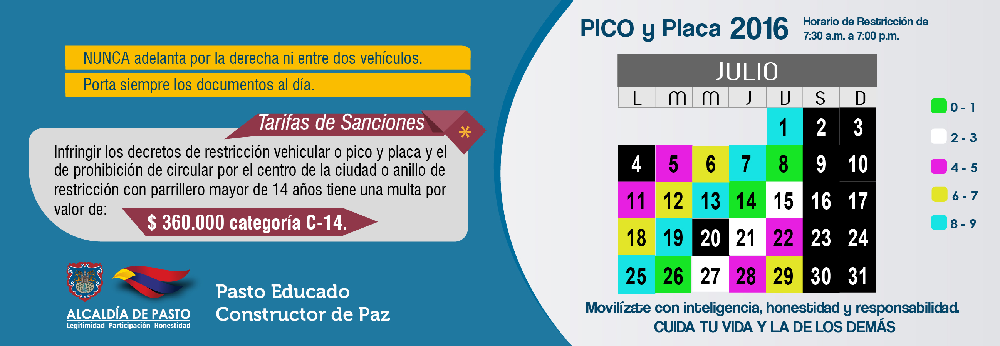 NUNCA adelanta por la derecha ni entre dos vehículos.
Porta siempre los documentos al día.
Tarifas de Sanciones
*
Infringir los decretos de restricción vehicular o pico y placa y el
de prohibición de circular por el centro de la ciudad o anillo de
restricción con parrillero mayor de 14 años tiene una multa por
valor de:
$ 360.000 categoría C-14.
ALCALDÍA DE PASTO
Legitimidad Participación Honestidad
Pasto Educado
Constructor de Paz
PICO y Placa 2016
Horario de Restricción de
7:30 a.m. a 7:00 p.m.
JULIO
L M M J V S D
1 2 3
4 5 6 7 8 9 10
11 12 13 14 15 16 17
18 19 20 21 22 23 24
25 26 27 28 29 30 31
0 - 1
2 - 3
4 - 5
6 - 7
8 - 9
Movilízate con inteligencia, honestidad y responsabilidad.
CUIDA TU VIDA Y LA DE LOS DEMÁS